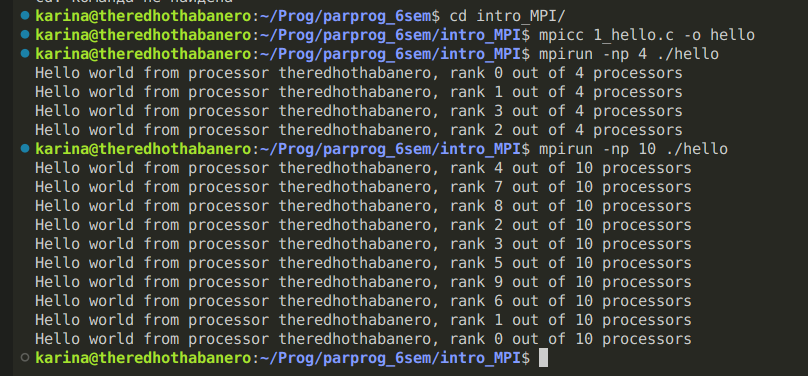 karina@theredhothabanero:~/Prog/parprog_6sem$ cd intro_MPI/
karina@theredhothabanero:~/Prog/parprog_6sem/intro_MPI$ mpicc 1_hello.c -o hello
karina@theredhothabanero:~/Prog/parprog_6sem/intro_MPI$ mpirun -np 4 ./hello
Hello world from processor theredhothabanero, rank 0 out of 4 processors
Hello world from processor theredhothabanero, rank 1 out of 4 processors
Hello world from processor theredhothabanero, rank 3 out of 4 processors
Hello world from processor theredhothabanero, rank 2 out of 4 processors
karina@theredhothabanero:~/Prog/parprog_6sem/intro_MPI$ mpirun -np 10 ./hello
Hello world from processor theredhothabanero, rank 4 out of 10 processors
Hello world from processor theredhothabanero, rank 7 out of 10 processors
Hello world from processor theredhothabanero, rank 8 out of 10 processors
Hello world from processor theredhothabanero, rank 2 out of 10 processors
Hello world from processor theredhothabanero, rank 3 out of 10 processors
Hello world from processor theredhothabanero, rank 5 out of 10 processors
Hello world from processor theredhothabanero, rank 9 out of 10 processors
Hello world from processor theredhothabanero, rank 6 out of 10 processors
Hello world from processor theredhothabanero, rank 1 out of 10 processors
Hello world from processor theredhothabanero, rank 0 out of 10 processors
karina@theredhothabanero:~/Prog/parprog_6sem/intro_MPI$